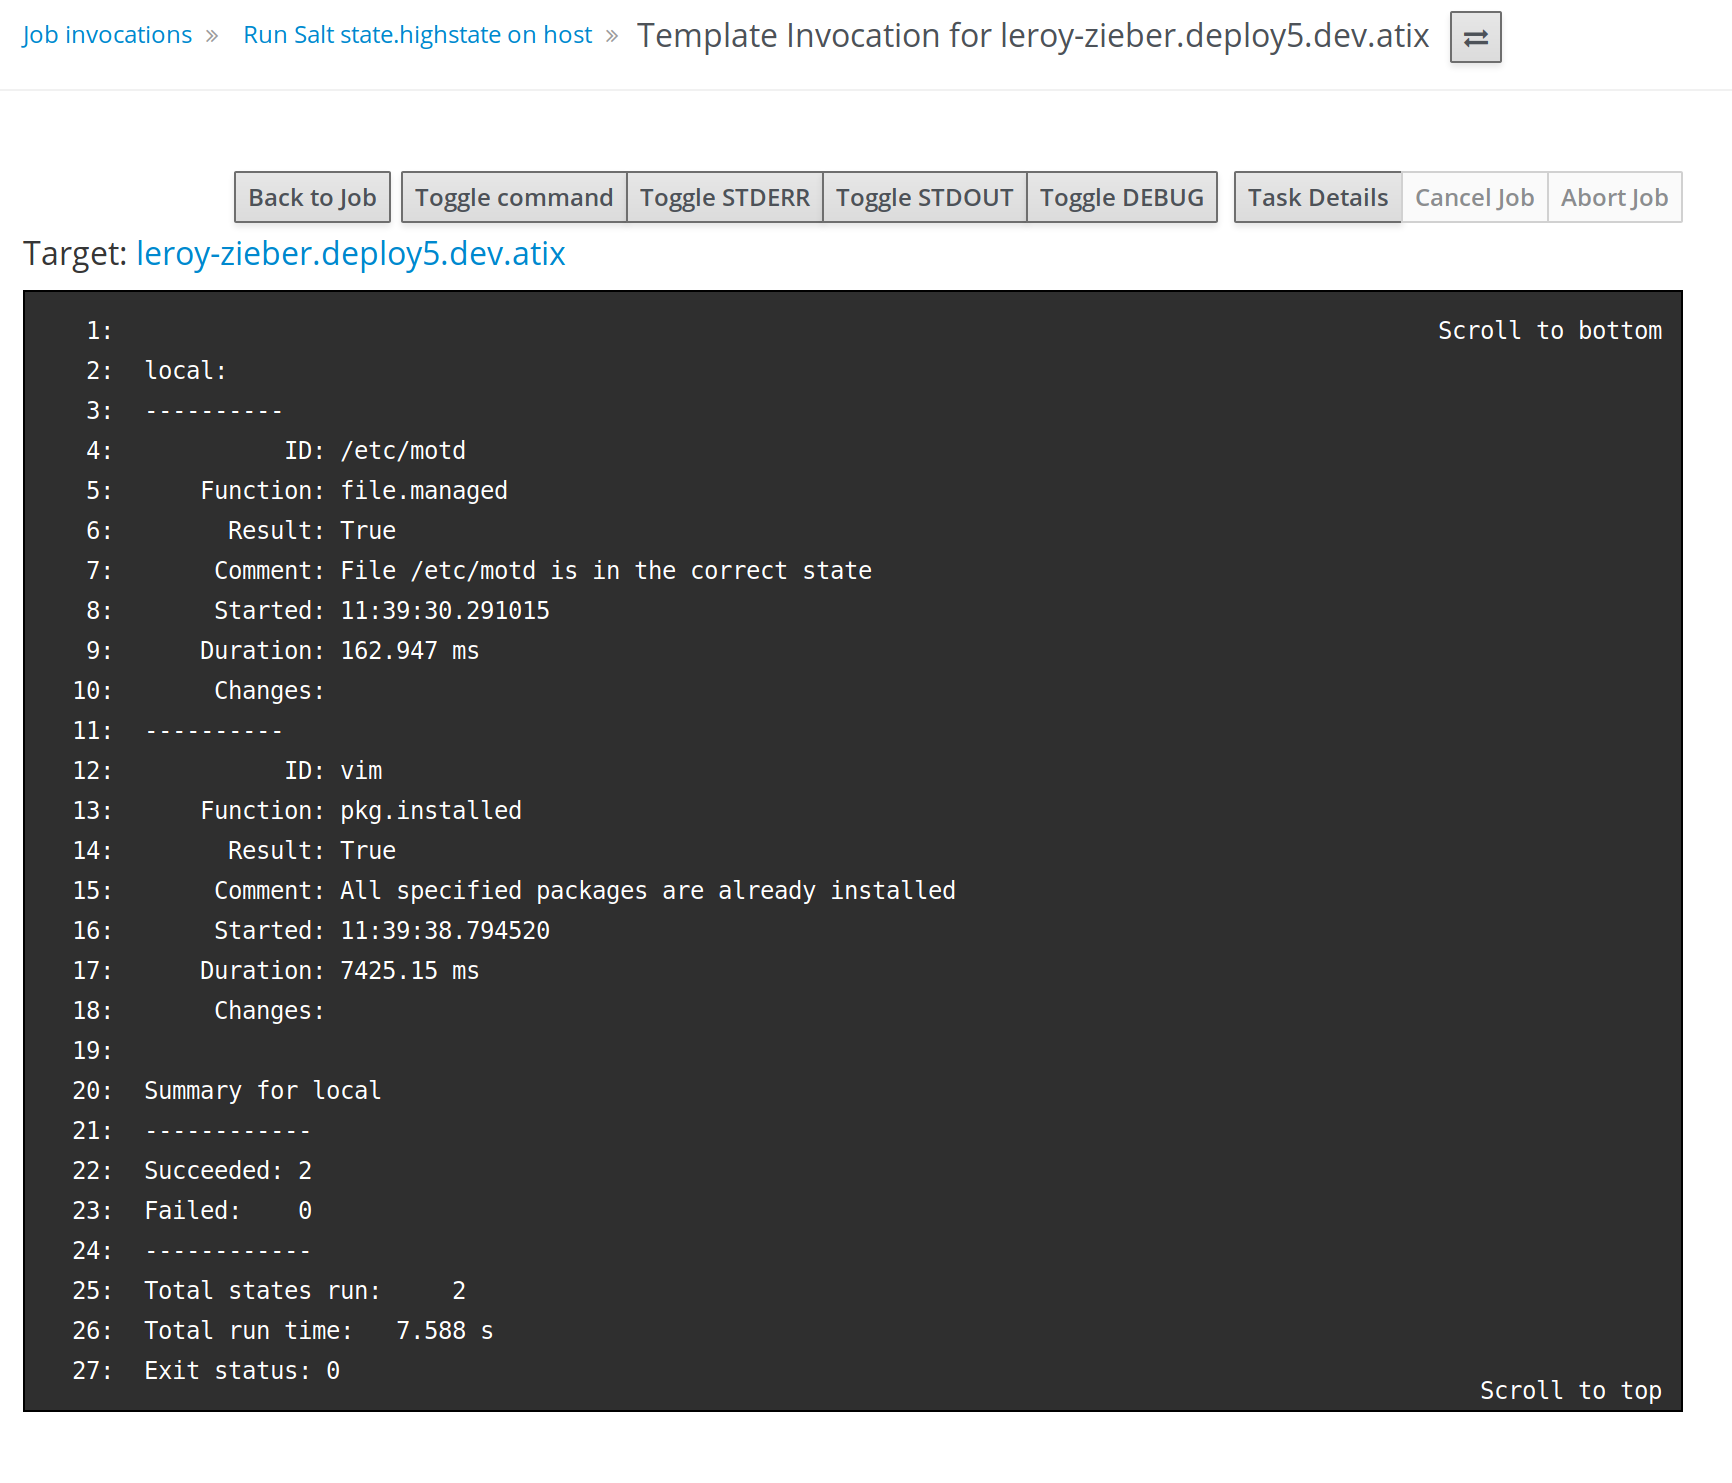 Job invocations » Run Salt state.highstate on host » Template Invocation for leroy-zieber.deploy5.dev.atix
Back to Job Toggle command Toggle STDERR Toggle STDOUT Toggle DEBUG Task Details Cancel Job Abort Job
Target: leroy-zieber.deploy5.dev.atix
1: Scroll to bottom
2: local:
3: ----------
4:           ID: /etc/motd
5:     Function: file.managed
6:       Result: True
7:      Comment: File /etc/motd is in the correct state
8:      Started: 11:39:30.291015
9:     Duration: 162.947 ms
10:      Changes:
11: ----------
12:           ID: vim
13:     Function: pkg.installed
14:       Result: True
15:      Comment: All specified packages are already installed
16:      Started: 11:39:38.794520
17:     Duration: 7425.15 ms
18:      Changes:
19:
20: Summary for local
21: ------------
22: Succeeded: 2
23: Failed:    0
24: ------------
25: Total states run:     2
26: Total run time:   7.588 s
27: Exit status: 0
Scroll to top